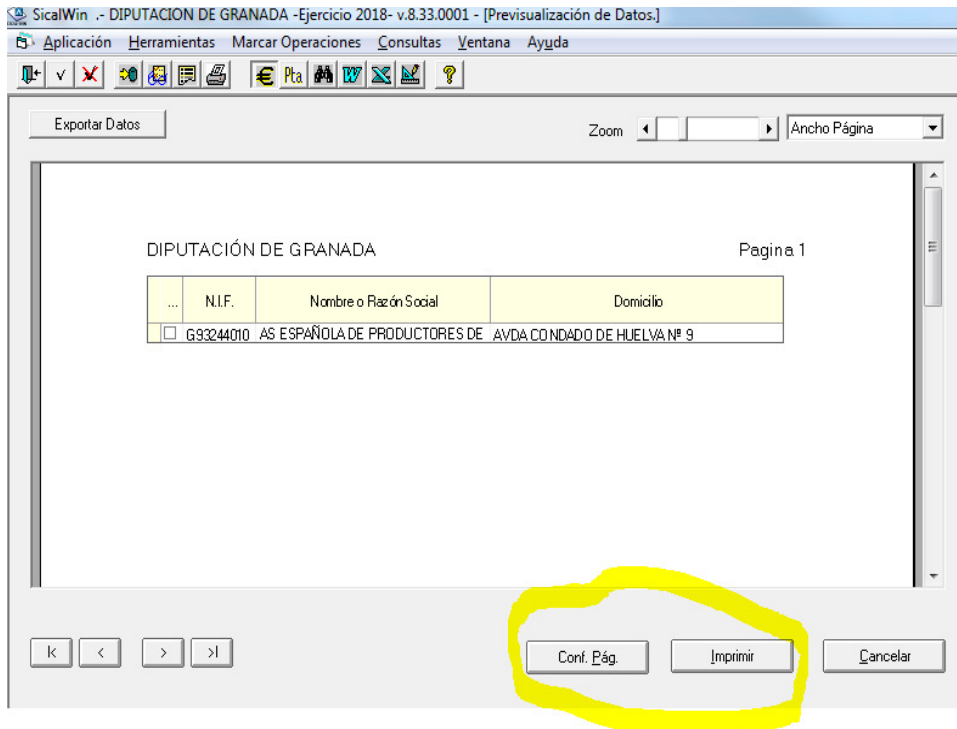 SicalWin .- DIPUTACION DE GRANADA -Ejercicio 2018- v.8.33.0001 - [Previsualización de Datos.]
Aplicación Herramientas Marcar Operaciones Consultas Ventana Ayuda
€ Pta W ?
Exportar Datos Zoom Ancho Página
DIPUTACIÓN DE GRANADA Pagina 1
... N.I.F. Nombre o Razón Social Domicilio
G93244010 AS ESPAÑOLA DE PRODUCTORES DE AVDA CONDADO DE HUELVA Nº 9
Conf. Pág. Imprimir Cancelar